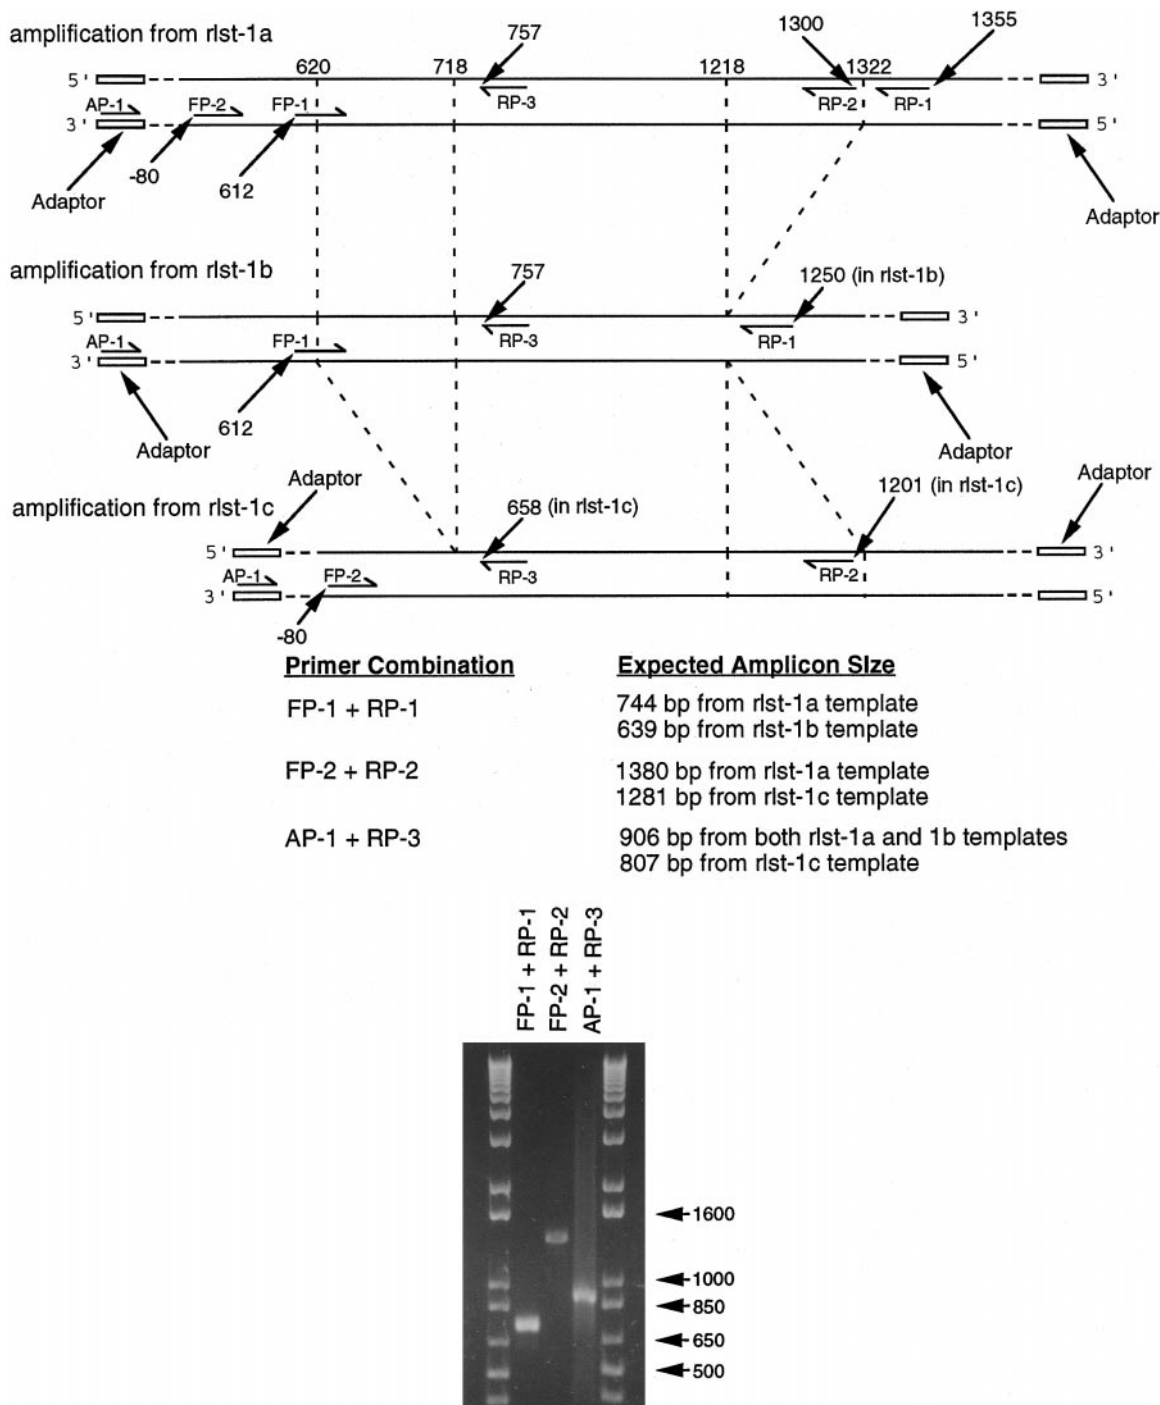 amplification from rlst-1a
757
1300
1355
620
718
1218
1322
5'
3'
RP-3
RP-2
RP-1
AP-1
FP-2
FP-1
3'
5'
-80
612
Adaptor
Adaptor
amplification from rlst-1b
757
1250 (in rlst-1b)
5'
3'
RP-3
RP-1
AP-1
FP-1
3'
5'
612
Adaptor
Adaptor
amplification from rlst-1c
Adaptor
658 (in rlst-1c)
1201 (in rlst-1c)
Adaptor
5'
3'
RP-3
RP-2
AP-1
FP-2
3'
5'
-80
Primer Combination
Expected Amplicon SIze
FP-1 + RP-1
744 bp from rlst-1a template
639 bp from rlst-1b template
FP-2 + RP-2
1380 bp from rlst-1a template
1281 bp from rlst-1c template
AP-1 + RP-3
906 bp from both rlst-1a and 1b templates
807 bp from rlst-1c template
FP-1 + RP-1
FP-2 + RP-2
AP-1 + RP-3
1600
1000
850
650
500